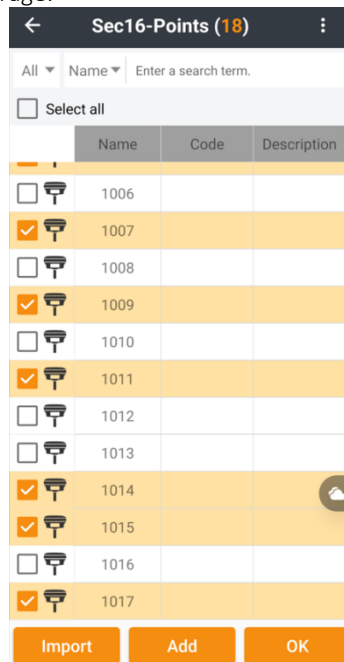 Sec16-Points (18)
All Name Enter a search term.
Select all
Name Code Description
1006
1007
1008
1009
1010
1011
1012
1013
1014
1015
1016
1017
Import Add OK